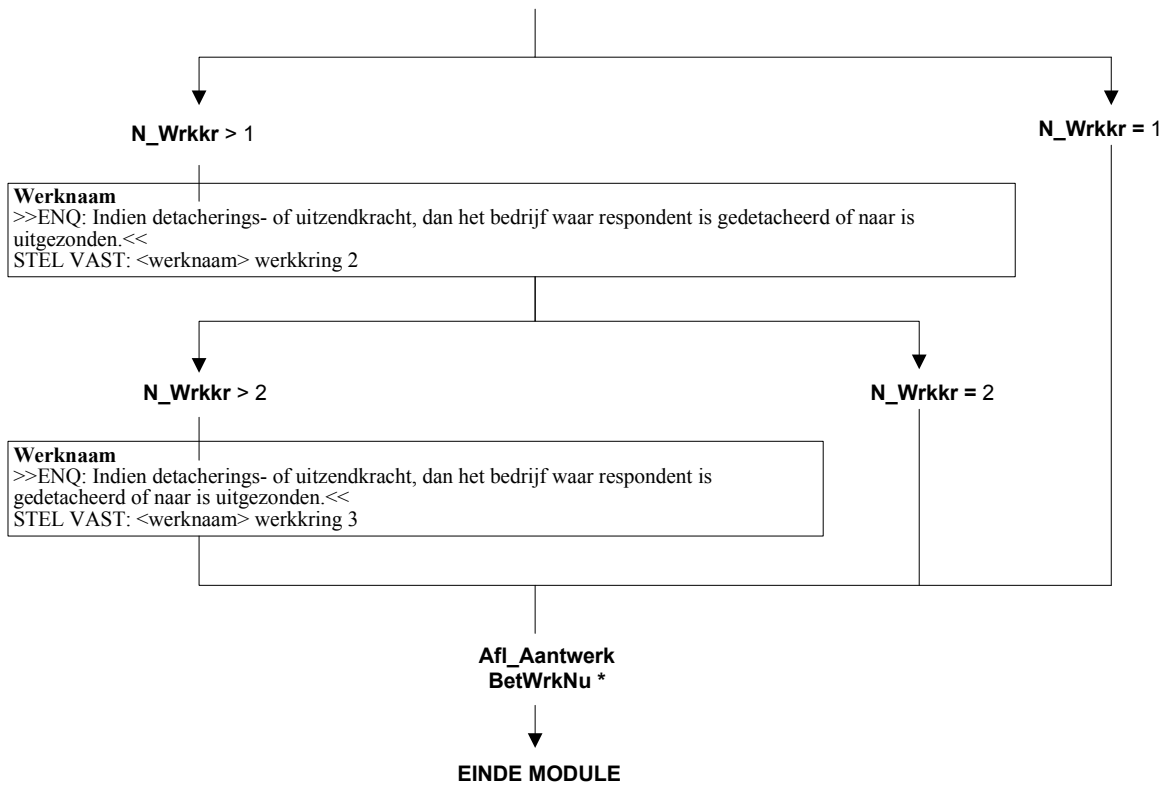 N_Wrkkr > 1
N_Wrkkr = 1
Werknaam
>>ENQ: Indien detacherings- of uitzendkracht, dan het bedrijf waar respondent is gedetacheerd of naar is
uitgezonden.<<
STEL VAST: <werknaam> werkkring 2
N_Wrkkr > 2
N_Wrkkr = 2
Werknaam
>>ENQ: Indien detacherings- of uitzendkracht, dan het bedrijf waar respondent is
gedetacheerd of naar is uitgezonden.<<
STEL VAST: <werknaam> werkkring 3
Afl_Aantwerk
BetWrkNu *
EINDE MODULE